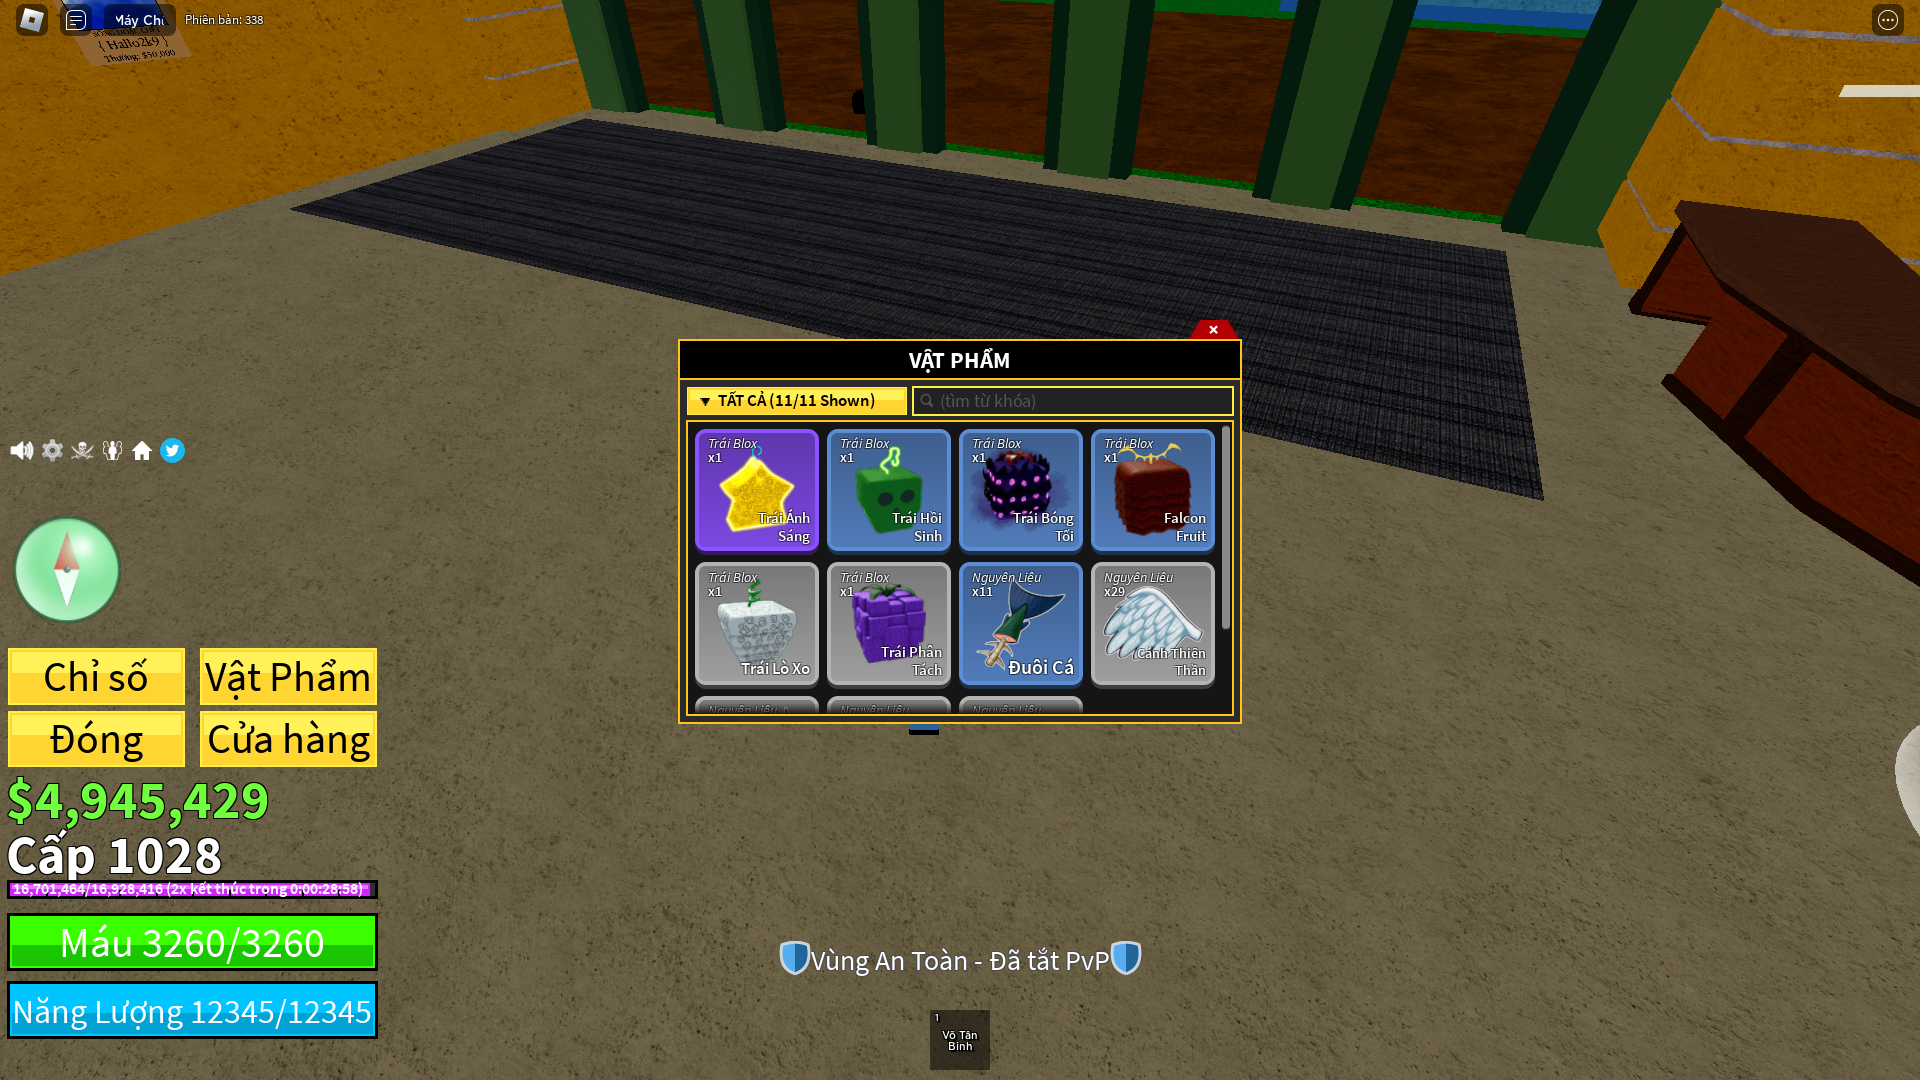 Máy Chủ
Phiên bản: 338
{ Hallo2k9 }
Thưởng: $50,000
VẬT PHẨM
×
▼ TẤT CẢ (11/11 Shown)
(tìm từ khóa)
Trái Blox
x1
Trái Ánh Sáng
Trái Blox
x1
Trái Hồi Sinh
Trái Blox
x1
Trái Bóng Tối
Trái Blox
x1
Falcon Fruit
Trái Blox
x1
Trái Lò Xo
Trái Blox
x1
Trái Phân Tách
Nguyên Liệu
x11
Đuôi Cá
Nguyên Liệu
x29
Cánh Thiên Thần
Nguyên Liệu
Nguyên Liệu
Nguyên Liệu
Chỉ số
Vật Phẩm
Đóng
Cửa hàng
$4,945,429
Cấp 1028
16,701,464/16,928,416 (2x kết thúc trong 0:00:28:58)
Máu 3260/3260
Năng Lượng 12345/12345
Vùng An Toàn - Đã tắt PvP
1
Võ Tân Binh